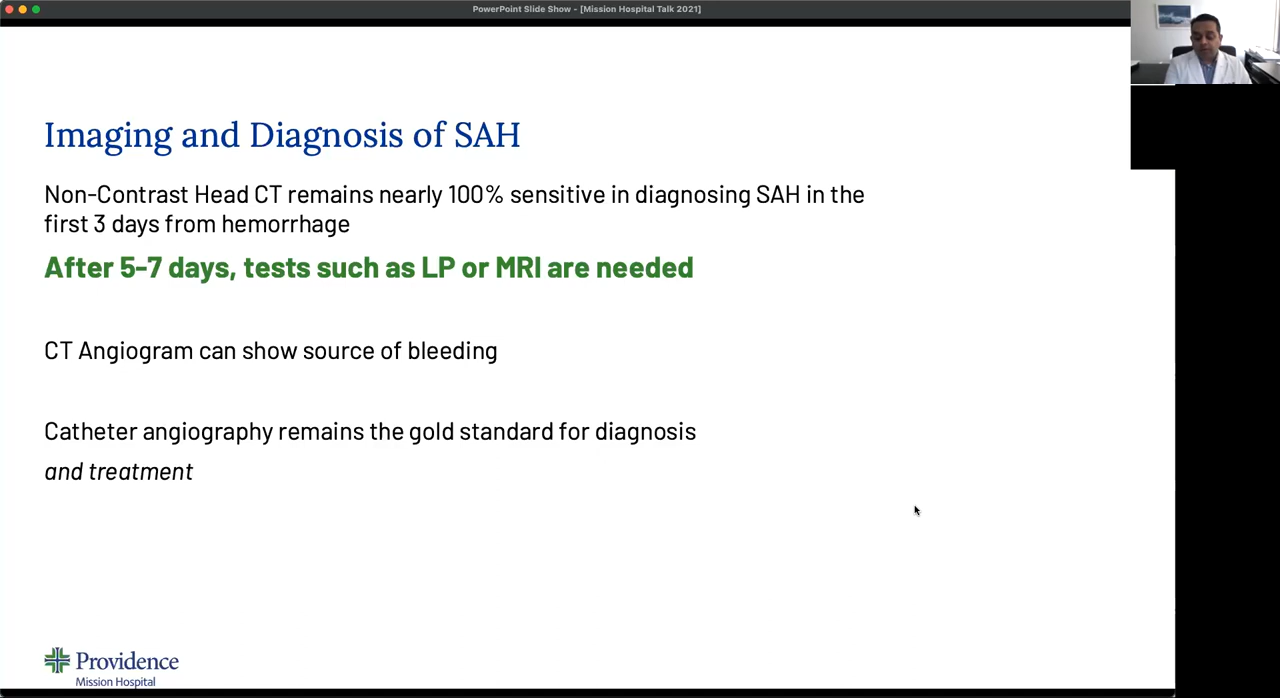 PowerPoint Slide Show - [Mission Hospital Talk 2021]
Imaging and Diagnosis of SAH
Non-Contrast Head CT remains nearly 100% sensitive in diagnosing SAH in the
first 3 days from hemorrhage
After 5-7 days, tests such as LP or MRI are needed
CT Angiogram can show source of bleeding
Catheter angiography remains the gold standard for diagnosis
and treatment
Providence
Mission Hospital